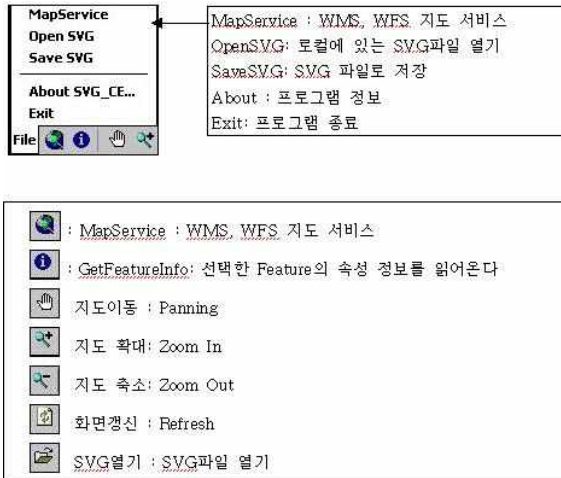 MapService
Open SVG
Save SVG
About SVG_CE...
Exit
File
MapService : WMS, WFS 지도 서비스
OpenSVG: 로컬에 있는 SVG파일 열기
SaveSVG: SVG 파일로 저장
About : 프로그램 정보
Exit: 프로그램 종료
: MapService : WMS, WFS 지도 서비스
: GetFeatureInfo: 선택한 Feature의 속성 정보를 읽어온다
지도이동 : Panning
지도 확대: Zoom In
지도 축소: Zoom Out
화면갱신 : Refresh
SVG열기 : SVG파일 열기